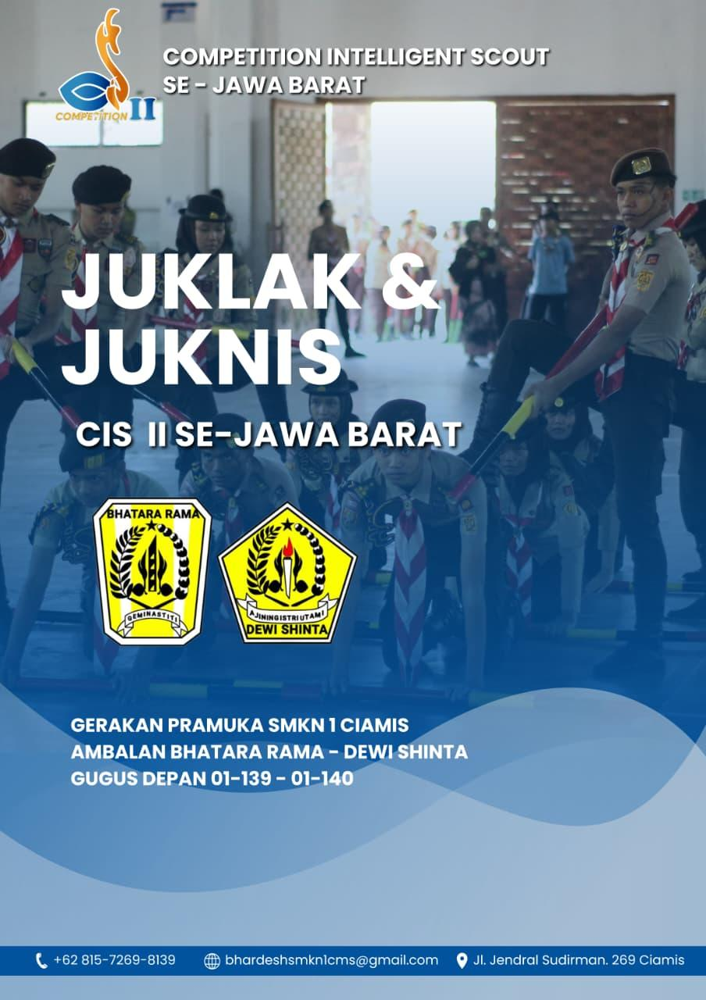 COMPETITION INTELLIGENT SCOUT
SE - JAWA BARAT
COMPETITION II
JUKLAK &
JUKNIS
CIS II SE-JAWA BARAT
BHATARA RAMA
GEMINASTITI
AJININGISTRIUTAMI
DEWI SHINTA
GERAKAN PRAMUKA SMKN 1 CIAMIS
AMBALAN BHATARA RAMA - DEWI SHINTA
GUGUS DEPAN 01-139 - 01-140
+62 815-7269-8139
bhardeshsmkn1cms@gmail.com
Jl. Jendral Sudirman. 269 Ciamis